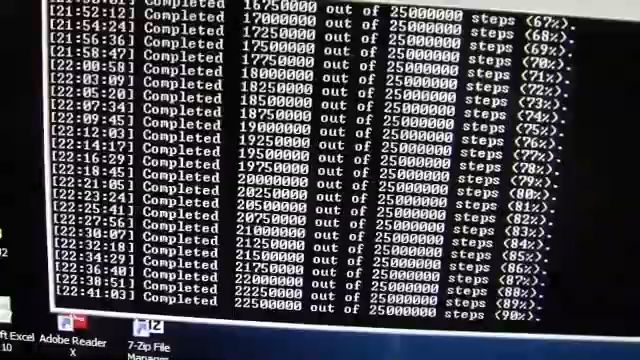 Completed 16750000 out of 25000000 steps (67%).
[21:52:12] Completed 17000000 out of 25000000 steps (68%).
[21:54:24] Completed 17250000 out of 25000000 steps (69%).
[21:56:36] Completed 17500000 out of 25000000 steps (70%).
[21:58:47] Completed 17750000 out of 25000000 steps (71%).
[22:00:58] Completed 18000000 out of 25000000 steps (72%).
[22:03:09] Completed 18250000 out of 25000000 steps (73%).
[22:05:20] Completed 18500000 out of 25000000 steps (74%).
[22:07:34] Completed 18750000 out of 25000000 steps (75%).
[22:09:45] Completed 19000000 out of 25000000 steps (76%).
[22:12:03] Completed 19250000 out of 25000000 steps (77%).
[22:14:17] Completed 19500000 out of 25000000 steps (78%).
[22:16:29] Completed 19750000 out of 25000000 steps (79%).
[22:18:45] Completed 20000000 out of 25000000 steps (80%).
[22:21:05] Completed 20250000 out of 25000000 steps (81%).
[22:23:24] Completed 20500000 out of 25000000 steps (82%).
[22:25:41] Completed 20750000 out of 25000000 steps (83%).
[22:27:56] Completed 21000000 out of 25000000 steps (84%).
[22:30:07] Completed 21250000 out of 25000000 steps (85%).
[22:32:18] Completed 21500000 out of 25000000 steps (86%).
[22:34:29] Completed 21750000 out of 25000000 steps (87%).
[22:36:40] Completed 22000000 out of 25000000 steps (88%).
[22:38:51] Completed 22250000 out of 25000000 steps (89%).
[22:41:03] Completed 22500000 out of 25000000 steps (90%).
ft Excel
10
Adobe Reader
X
7-Zip File
Manager